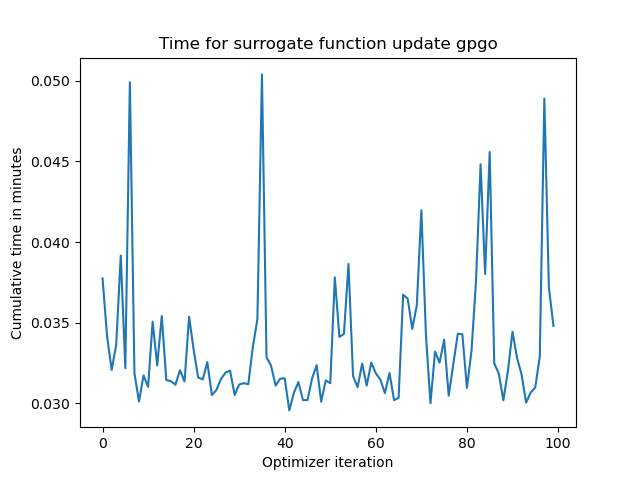 Time for surrogate function update gpgo
0.050
0.045
0.040
0.035
0.030
Cumulative time in minutes
0 20 40 60 80 100
Optimizer iteration